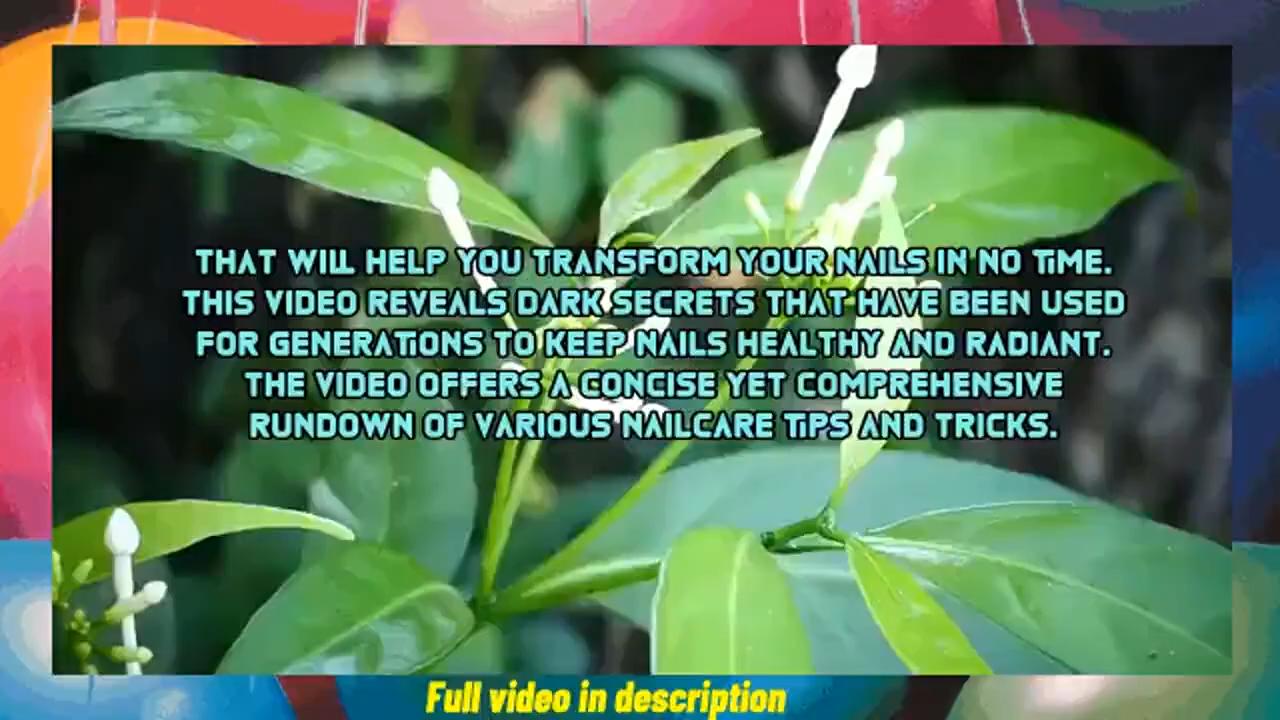 THAT WILL HELP YOU TRANSFORM YOUR NAILS IN NO TIME.
THIS VIDEO REVEALS DARK SECRETS THAT HAVE BEEN USED
FOR GENERATIONS TO KEEP NAILS HEALTHY AND RADIANT.
THE VIDEO OFFERS A CONCISE YET COMPREHENSIVE
RUNDOWN OF VARIOUS NAILCARE TIPS AND TRICKS.
Full video in description